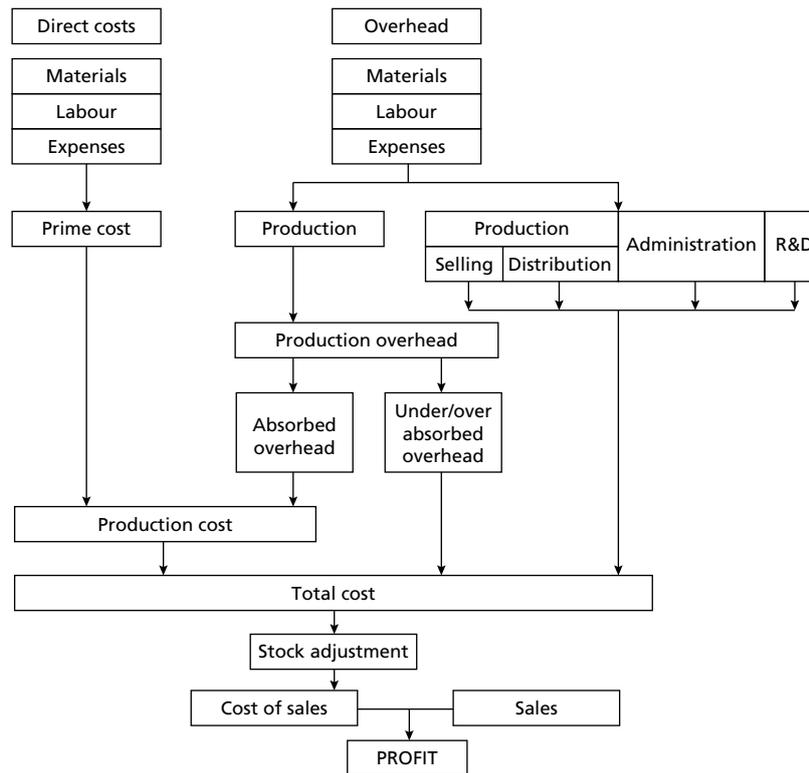 Direct costs
Overhead
Materials
Labour
Expenses
Materials
Labour
Expenses
Prime cost
Production
Production
Selling
Distribution
Administration
R&D
Production overhead
Absorbed
overhead
Under/over
absorbed
overhead
Production cost
Total cost
Stock adjustment
Cost of sales
Sales
PROFIT